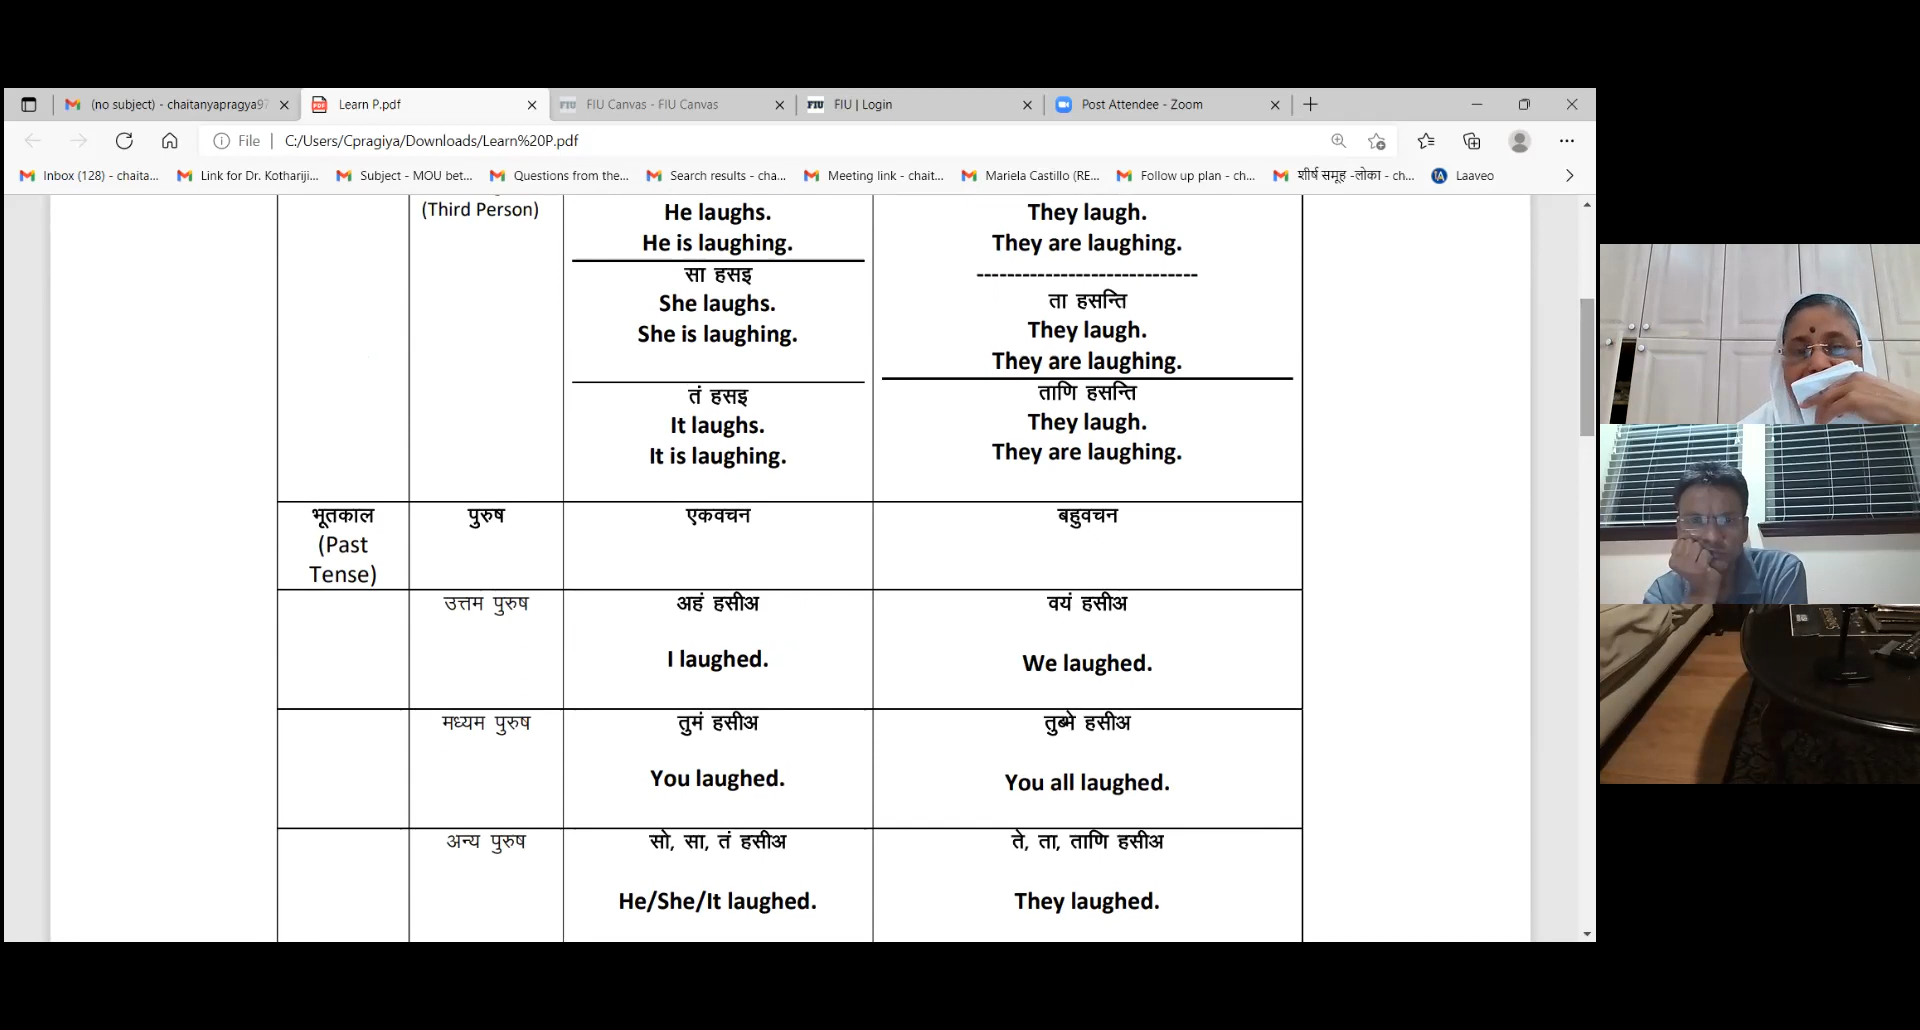 (no subject) - chaitanyapragya97
Learn P.pdf
FIU Canvas - FIU Canvas
FIU | Login
Post Attendee - Zoom
File
C:/Users/Cpragiya/Downloads/Learn%20P.pdf
Inbox (128) - chaita...
Link for Dr. Kothariji...
Subject - MOU bet...
Questions from the...
Search results - cha...
Meeting link - chait...
Mariela Castillo (RE...
Follow up plan - ch...
शीर्ष समूह -लोका - ch...
Laaveo
(Third Person)
He laughs.
He is laughing.
सा हसइ
She laughs.
She is laughing.
तं हसइ
It laughs.
It is laughing.
They laugh.
They are laughing.
-----------------------------
ता हसन्ति
They laugh.
They are laughing.
ताणि हसन्ति
They laugh.
They are laughing.
भूतकाल
(Past
Tense)
पुरुष
एकवचन
बहुवचन
उत्तम पुरुष
अहं हसीअ
I laughed.
वयं हसीअ
We laughed.
मध्यम पुरुष
तुमं हसीअ
You laughed.
तुब्भे हसीअ
You all laughed.
अन्य पुरुष
सो, सा, तं हसीअ
He/She/It laughed.
ते, ता, ताणि हसीअ
They laughed.